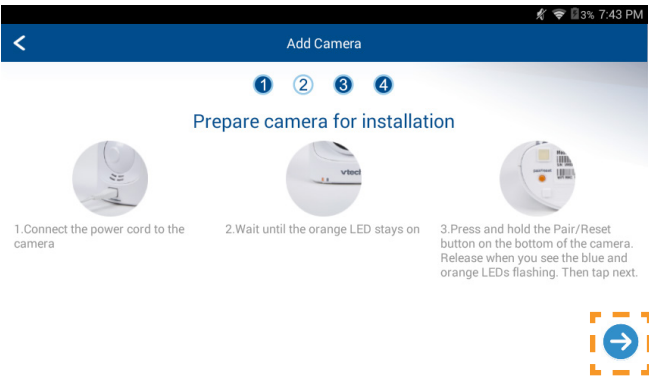 3% 7:43 PM
Add Camera
1 2 3 4
Prepare camera for installation
vtech
1.Connect the power cord to the
camera
2.Wait until the orange LED stays on
3.Press and hold the Pair/Reset
button on the bottom of the camera.
Release when you see the blue and
orange LEDs flashing. Then tap next.